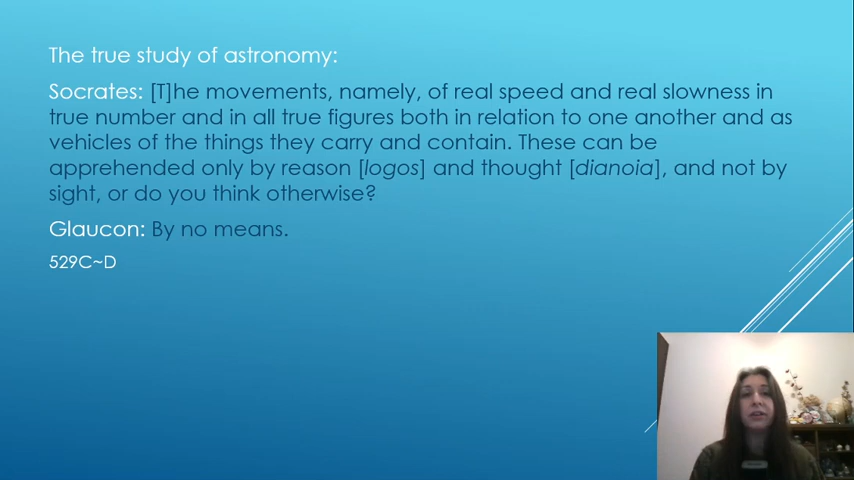 The true study of astronomy:
Socrates: [T]he movements, namely, of real speed and real slowness in
true number and in all true figures both in relation to one another and as
vehicles of the things they carry and contain. These can be
apprehended only by reason [logos] and thought [dianoia], and not by
sight, or do you think otherwise?
Glaucon: By no means.
529C~D